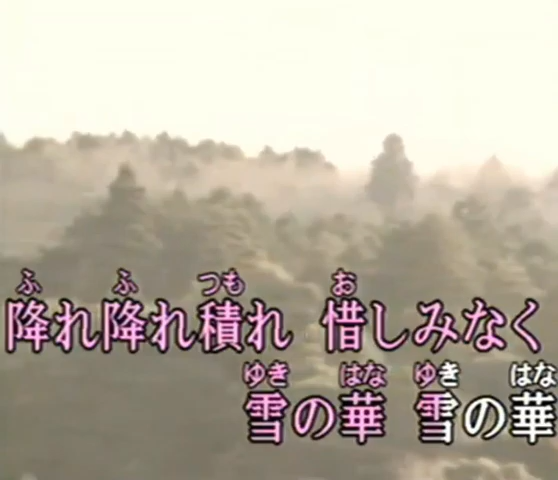 ふ ふ つも お
降れ降れ積れ 惜しみなく
ゆき はな ゆき はな
雪の華 雪の華